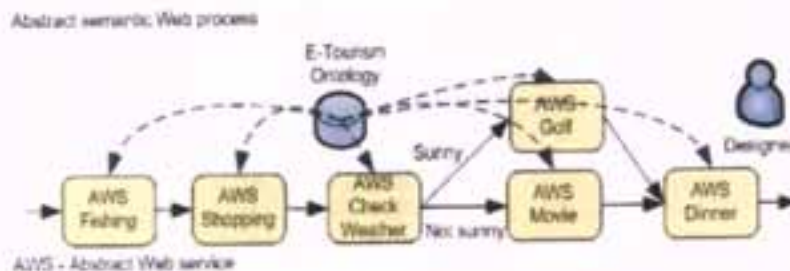 Abstract semantic Web process
E-Tourism
Ontology
AWS
Golf
Designer
Sunny
AWS
Fishing
AWS
Shopping
AWS
Check
Weather
AWS
Movie
AWS
Dinner
Not sunny
AWS - Abstract Web service